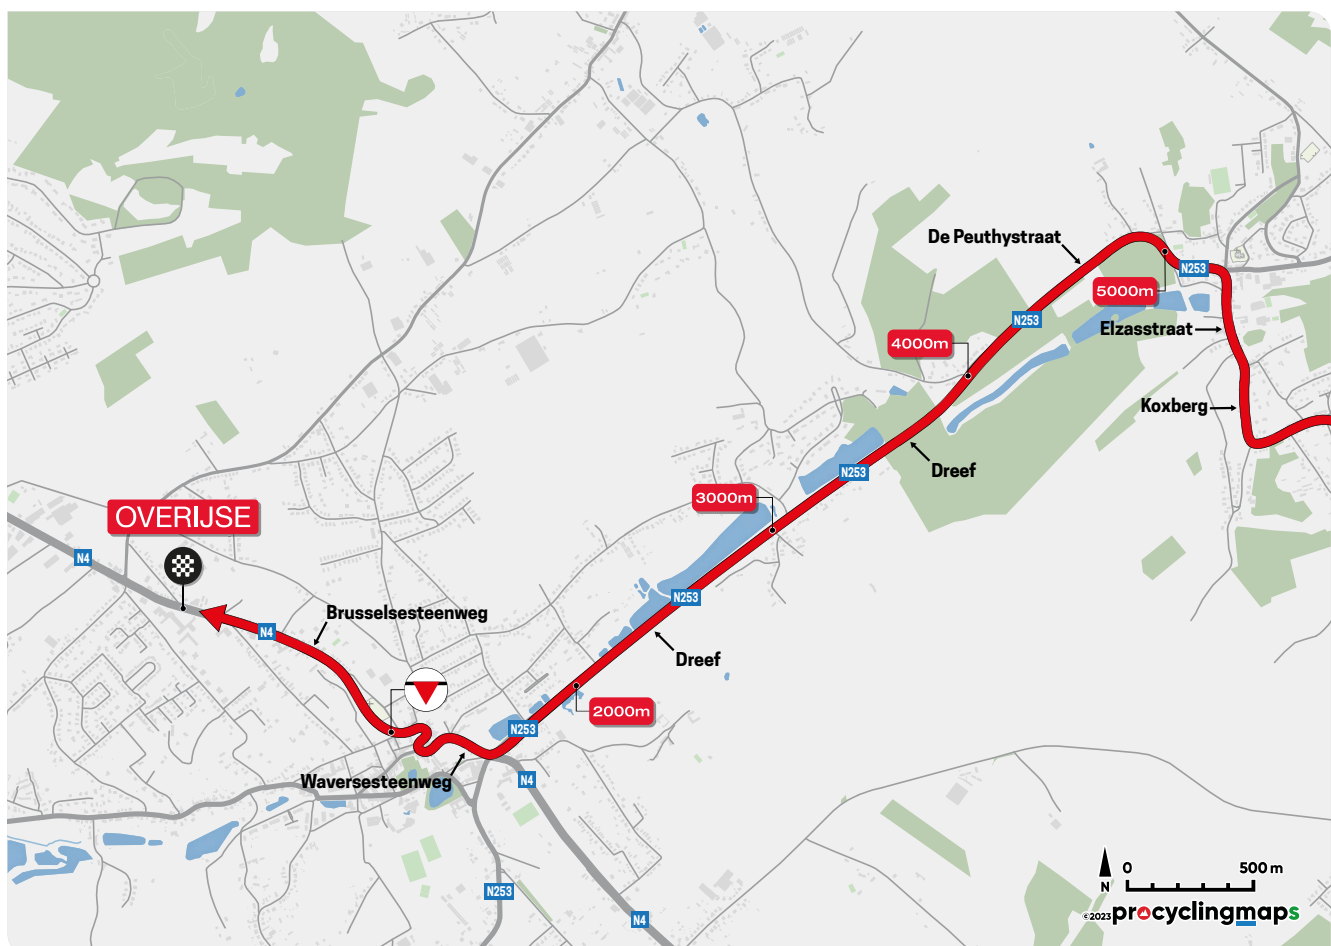 De Peuthystraat
N253
5000m
N253
Elzasstraat
4000m
Koxberg
Dreef
N253
3000m
OVERIJSE
N4
N253
Brusselsesteenweg
N4
Dreef
2000m
N253
Waversesteenweg
N4
N253
N4
0 500 m
N
©2023 procyclingmaps